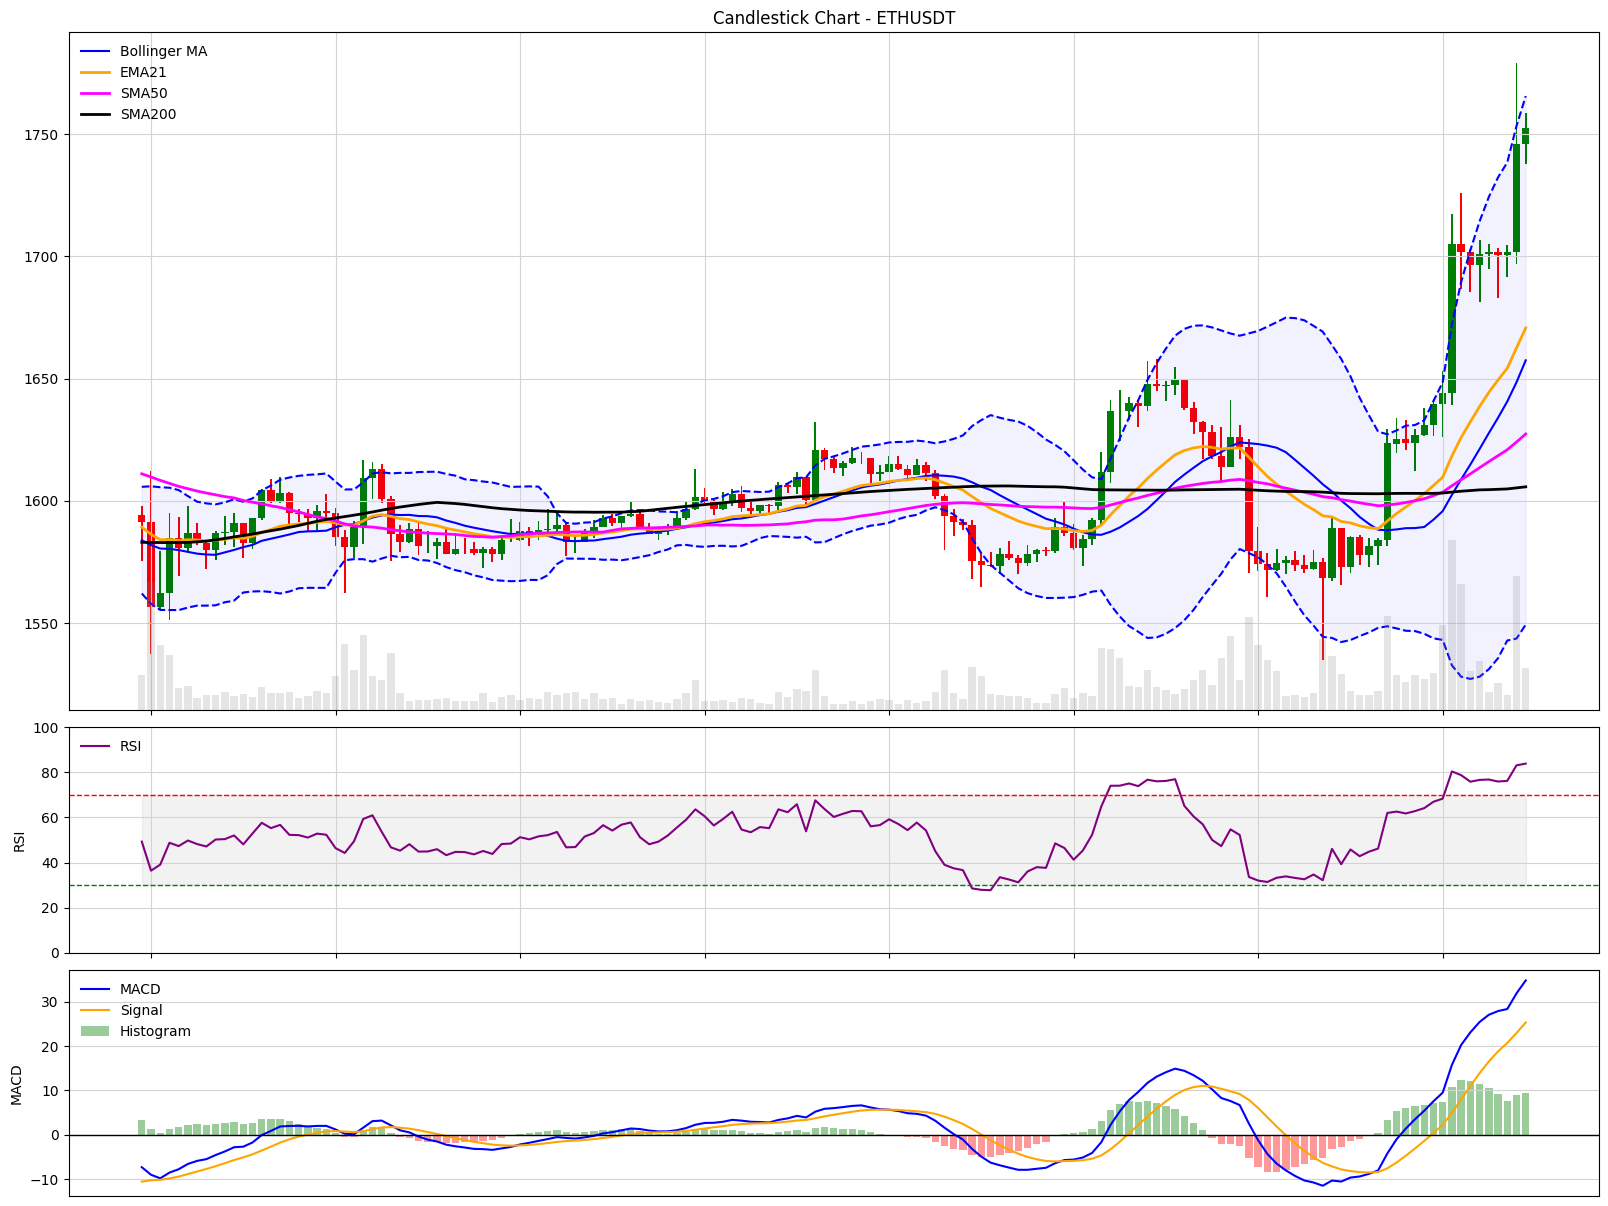 Candlestick Chart - ETHUSDT
Bollinger MA
EMA21
SMA50
SMA200
1750
1700
1650
1600
1550
RSI
100
80
60
40
20
0
RSI
MACD
Signal
Histogram
30
20
10
0
−10
MACD